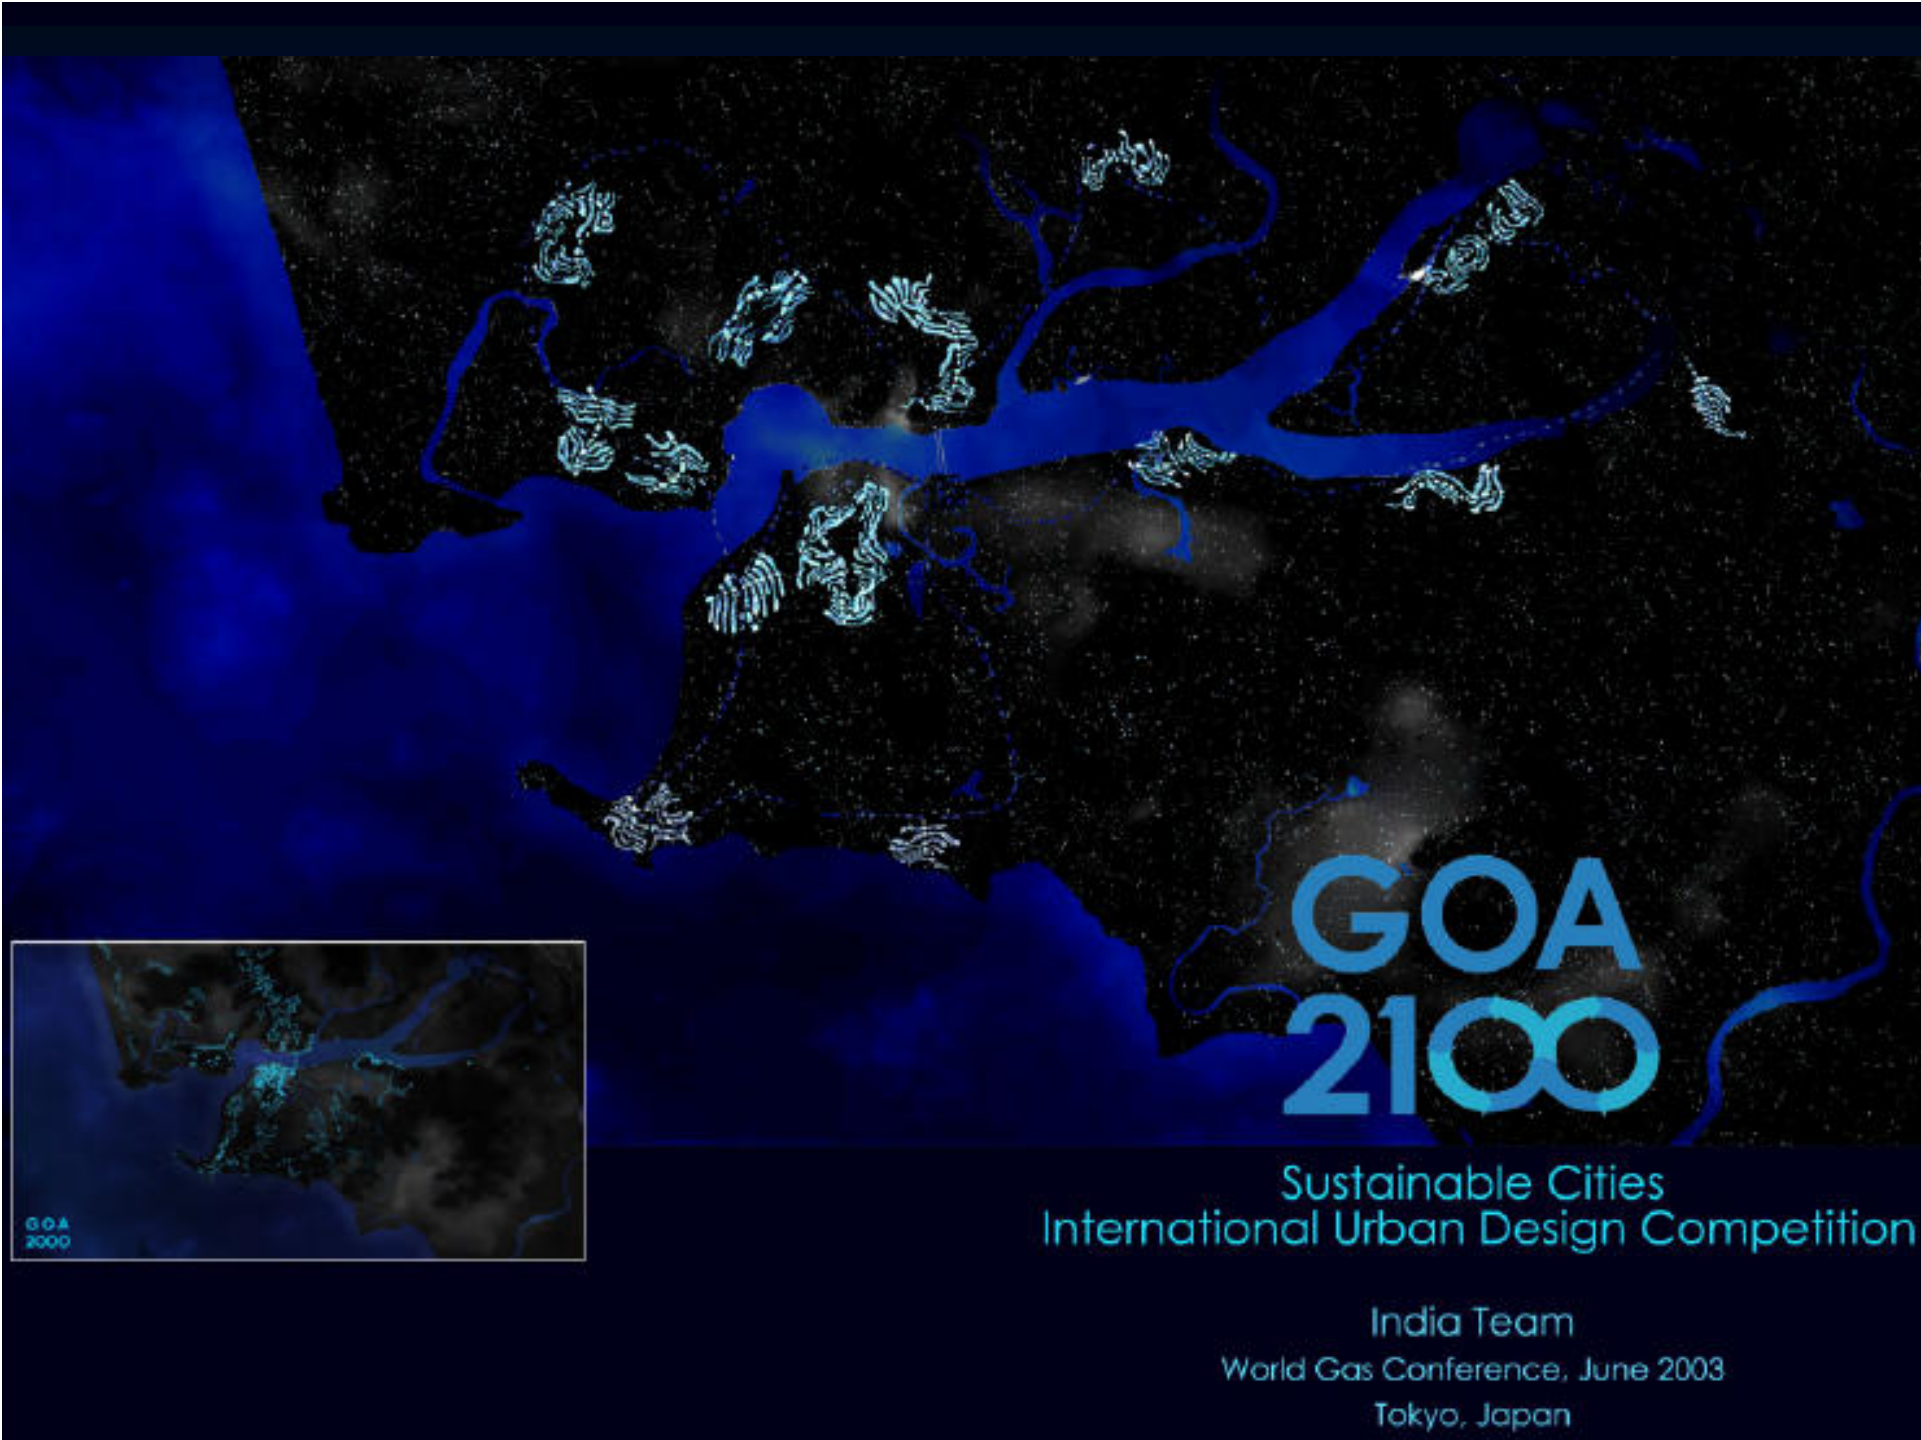 GOA
2100
GOA
2000
Sustainable Cities
International Urban Design Competition
India Team
World Gas Conference, June 2003
Tokyo, Japan